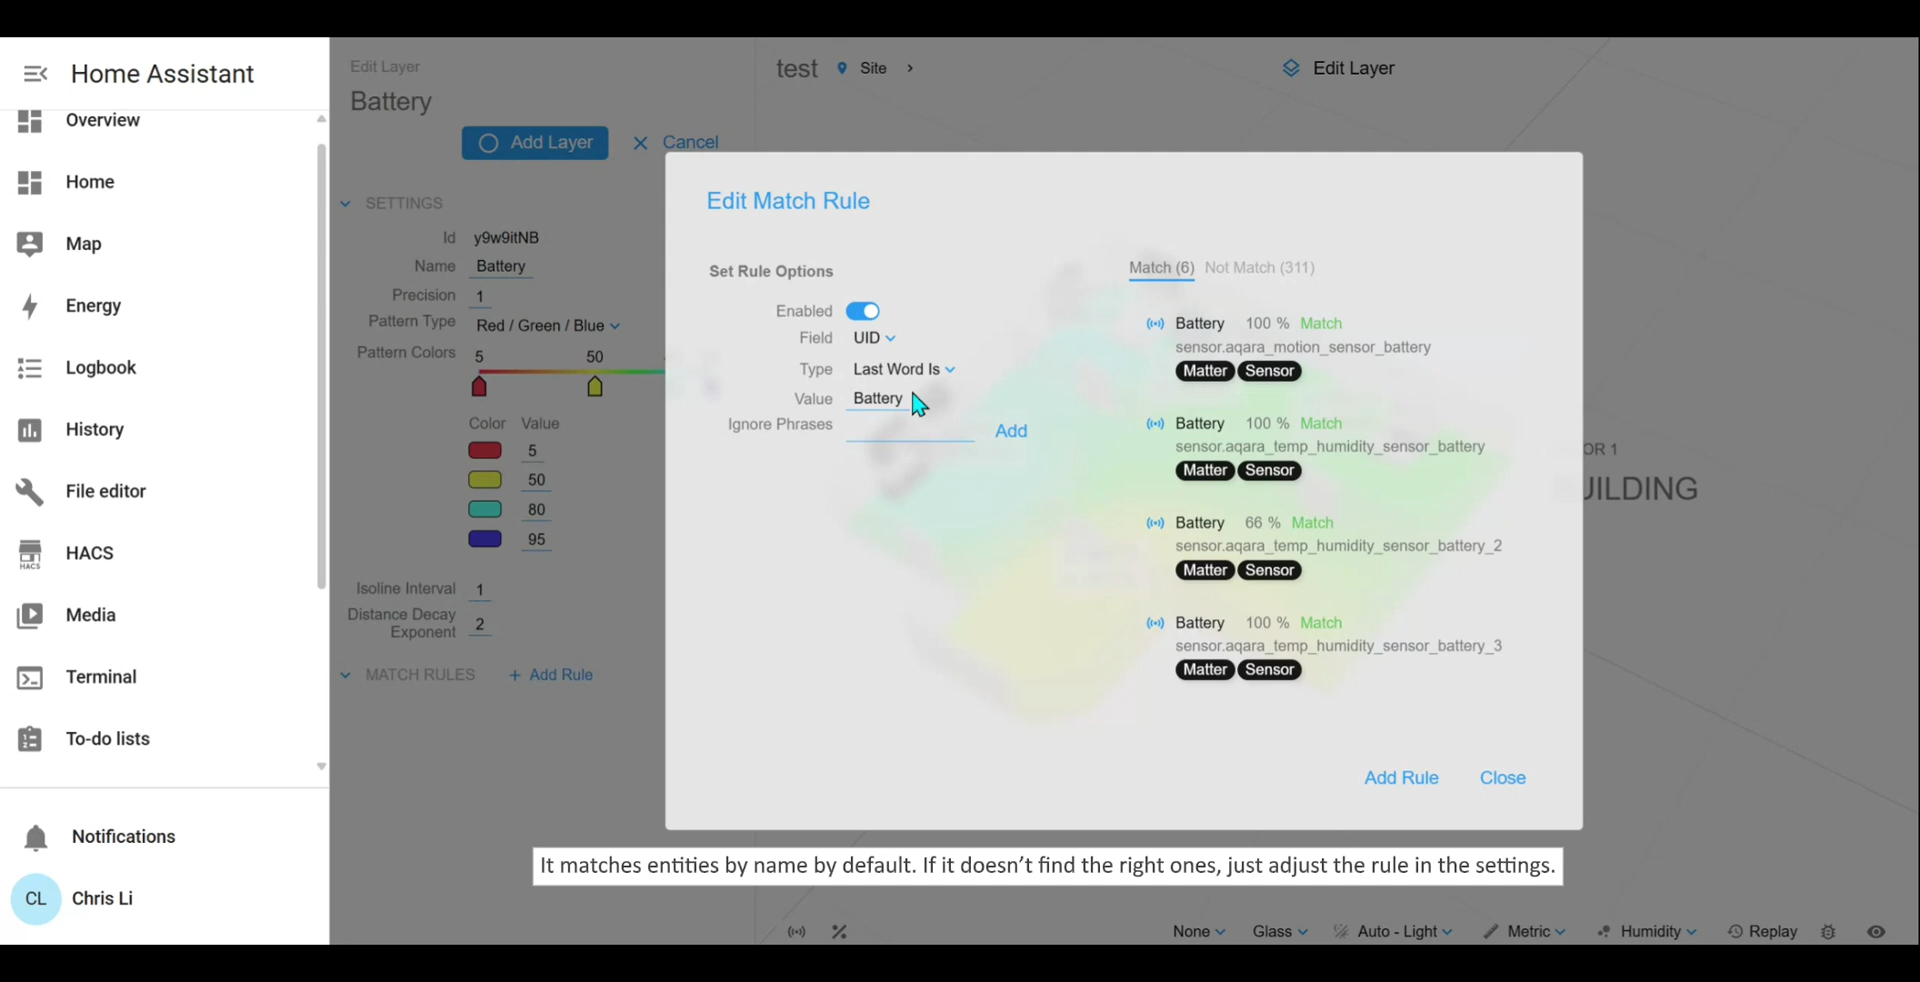 Home Assistant
Overview
Home
Map
Energy
Logbook
History
File editor
HACS
HACS
Media
Terminal
To-do lists
Notifications
CL
Chris Li
Edit Layer
Battery
Add Layer
Cancel
SETTINGS
Id y9w9itNB
Name Battery
Precision 1
Pattern Type Red / Green / Blue
Pattern Colors 5 50
Color Value
5
50
80
95
Isoline Interval 1
Distance Decay
Exponent 2
MATCH RULES + Add Rule
test Site >
Edit Layer
Edit Match Rule
Set Rule Options
Enabled
Field UID
Type Last Word Is
Value Battery
Ignore Phrases Add
Match (6) Not Match (311)
Battery 100 % Match
sensor.aqara_motion_sensor_battery
Matter Sensor
Battery 100 % Match
sensor.aqara_temp_humidity_sensor_battery
Matter Sensor
Battery 66 % Match
sensor.aqara_temp_humidity_sensor_battery_2
Matter Sensor
Battery 100 % Match
sensor.aqara_temp_humidity_sensor_battery_3
Matter Sensor
Add Rule Close
It matches entities by name by default. If it doesn’t find the right ones, just adjust the rule in the settings.
None Glass Auto - Light Metric Humidity Replay